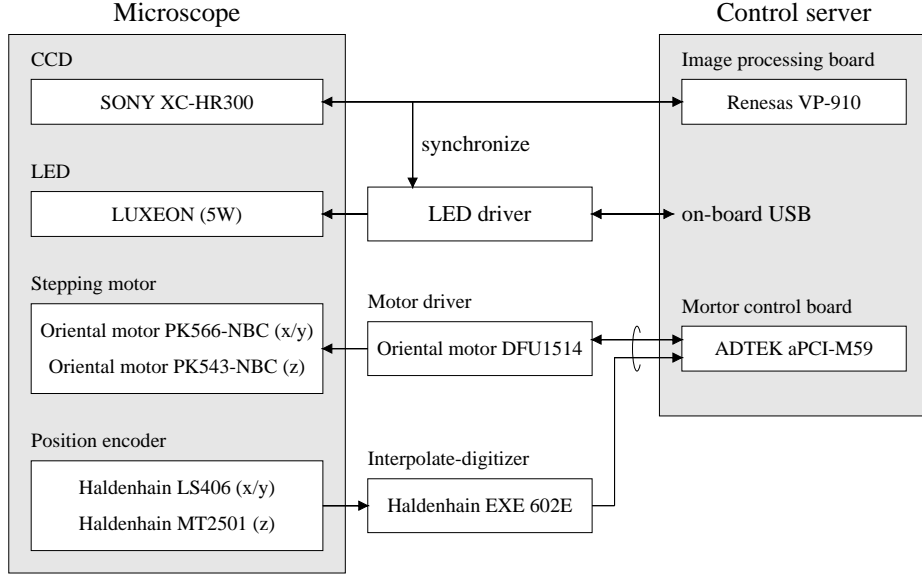 Microscope
Control server
CCD
SONY XC-HR300
Image processing board
Renesas VP-910
synchronize
LED
LUXEON (5W)
LED driver
on-board USB
Stepping motor
Oriental motor PK566-NBC (x/y)
Oriental motor PK543-NBC (z)
Motor driver
Oriental motor DFU1514
Mortor control board
ADTEK aPCI-M59
Position encoder
Haldenhain LS406 (x/y)
Haldenhain MT2501 (z)
Interpolate-digitizer
Haldenhain EXE 602E